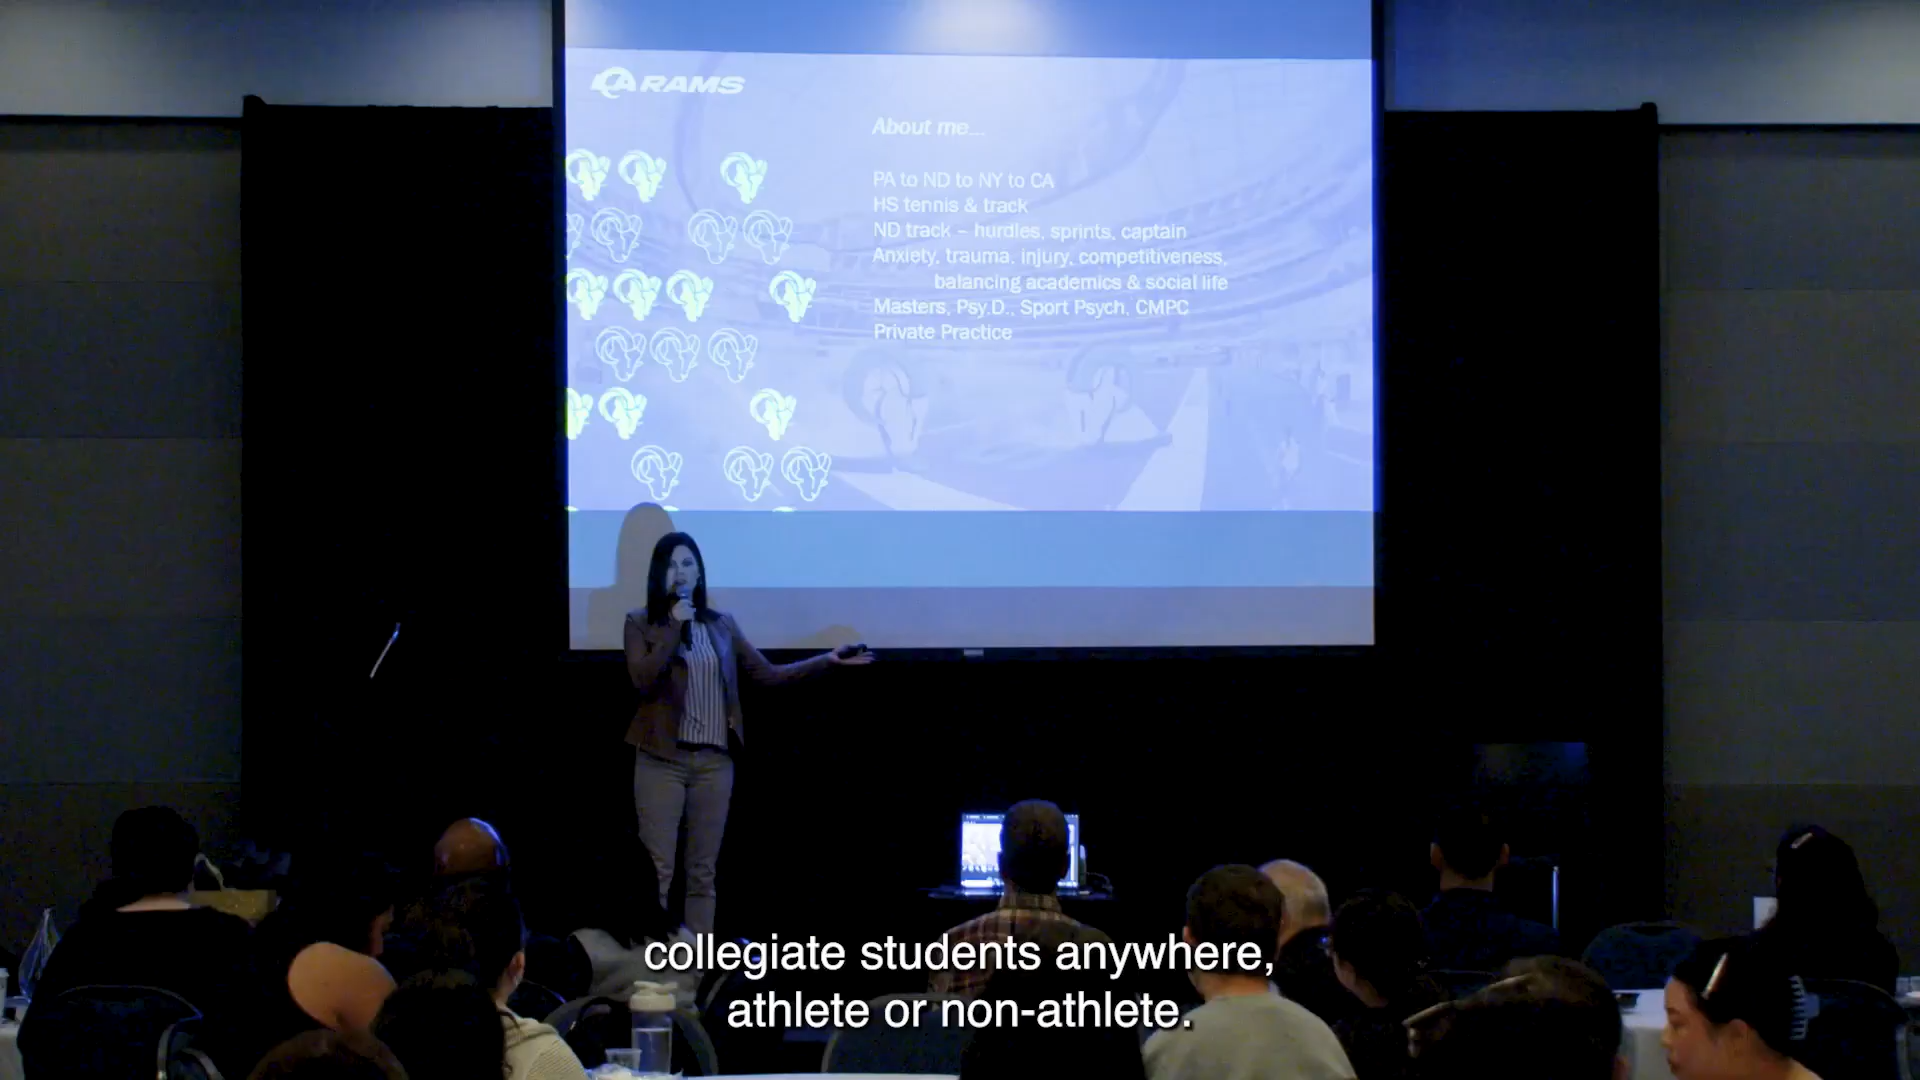 LA RAMS
About me...
PA to ND to NY to CA
HS tennis & track
ND track – hurdles, sprints, captain
Anxiety, trauma, injury, competitiveness,
balancing academics & social life
Masters, Psy.D., Sport Psych, CMPC
Private Practice
collegiate students anywhere,
athlete or non-athlete.